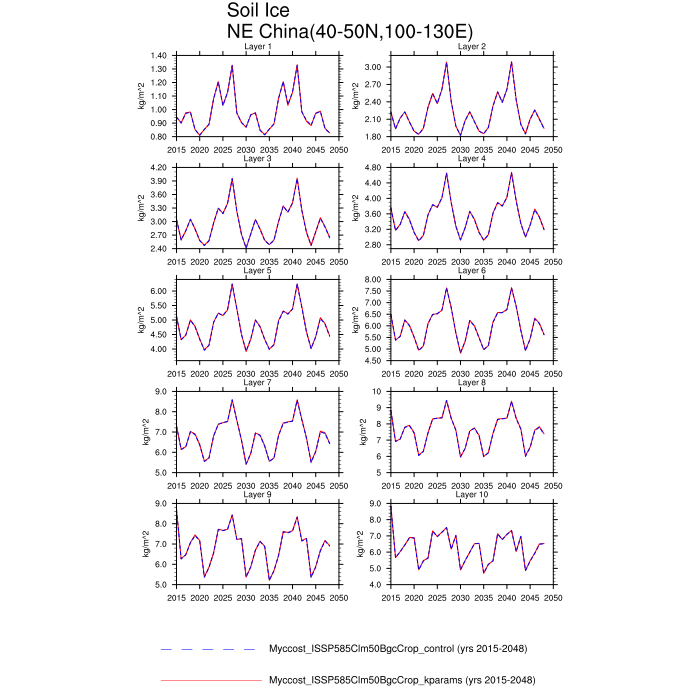 Soil Ice
NE China(40-50N,100-130E)
Layer 1
Layer 2
kg/m^2
1.40
1.30
1.20
1.10
1.00
0.90
0.80
2015 2020 2025 2030 2035 2040 2045 2050
kg/m^2
3.00
2.70
2.40
2.10
1.80
2015 2020 2025 2030 2035 2040 2045 2050
Layer 3
Layer 4
kg/m^2
4.20
3.90
3.60
3.30
3.00
2.70
2.40
2015 2020 2025 2030 2035 2040 2045 2050
kg/m^2
4.80
4.40
4.00
3.60
3.20
2.80
2015 2020 2025 2030 2035 2040 2045 2050
Layer 5
Layer 6
kg/m^2
6.00
5.50
5.00
4.50
4.00
2015 2020 2025 2030 2035 2040 2045 2050
kg/m^2
8.00
7.50
7.00
6.50
6.00
5.50
5.00
4.50
2015 2020 2025 2030 2035 2040 2045 2050
Layer 7
Layer 8
kg/m^2
9.0
8.0
7.0
6.0
5.0
2015 2020 2025 2030 2035 2040 2045 2050
kg/m^2
10
9
8
7
6
5
2015 2020 2025 2030 2035 2040 2045 2050
Layer 9
Layer 10
kg/m^2
9.0
8.0
7.0
6.0
5.0
2015 2020 2025 2030 2035 2040 2045 2050
kg/m^2
9.0
8.0
7.0
6.0
5.0
4.0
2015 2020 2025 2030 2035 2040 2045 2050
Myccost_ISSP585Clm50BgcCrop_control (yrs 2015-2048)
Myccost_ISSP585Clm50BgcCrop_kparams (yrs 2015-2048)